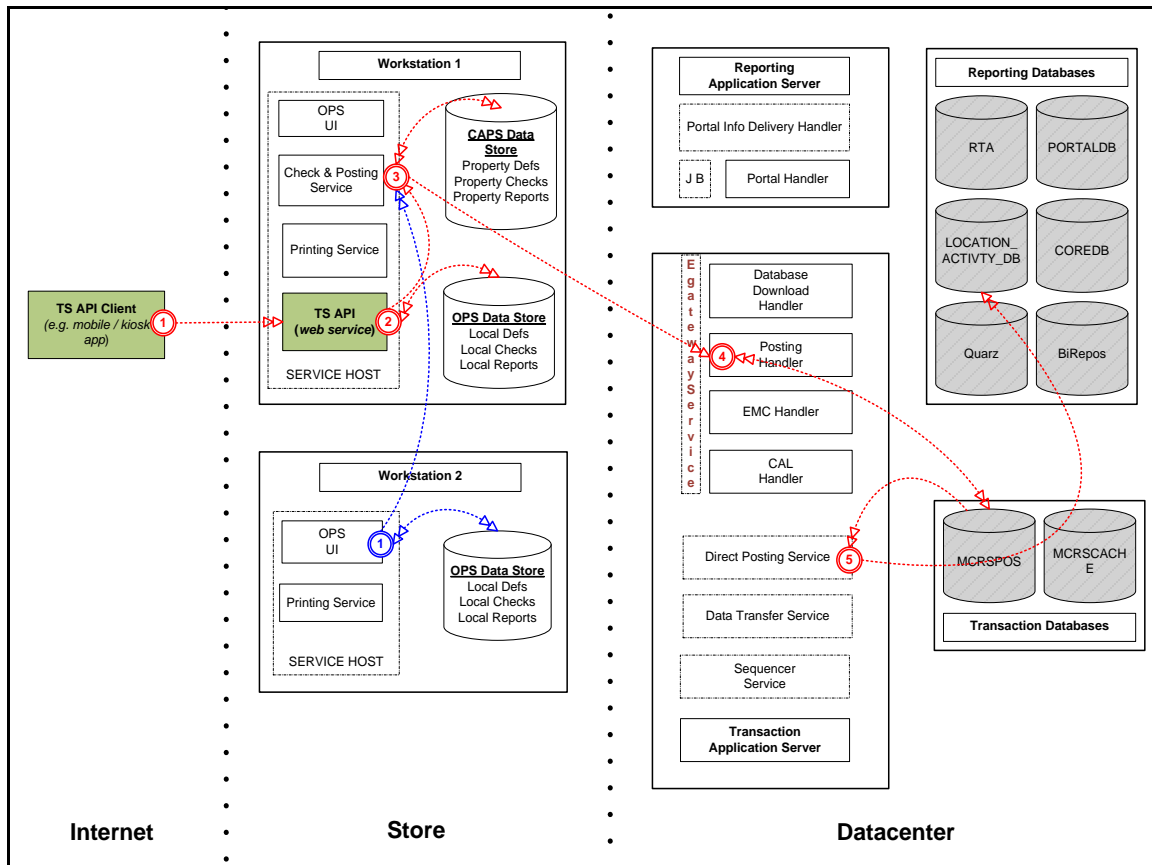 Workstation 1
OPS
UI
Check & Posting
Service
3
Printing Service
TS API
(web service)
2
SERVICE HOST
CAPS Data
Store
Property Defs
Property Checks
Property Reports
OPS Data Store
Local Defs
Local Checks
Local Reports
TS API Client
(e.g. mobile / kiosk
app)
1
Workstation 2
OPS
UI
1
Printing Service
SERVICE HOST
OPS Data Store
Local Defs
Local Checks
Local Reports
Reporting
Application Server
Portal Info Delivery Handler
J B
Portal Handler
Reporting Databases
RTA
PORTALDB
LOCATION_
ACTIVTY_DB
COREDB
Quarz
BiRepos
EgatewayService
Database
Download
Handler
Posting
Handler
4
EMC Handler
CAL
Handler
Direct Posting Service
5
Data Transfer Service
Sequencer
Service
Transaction
Application Server
MCRSPOS
MCRSCACH
E
Transaction Databases
Internet
Store
Datacenter